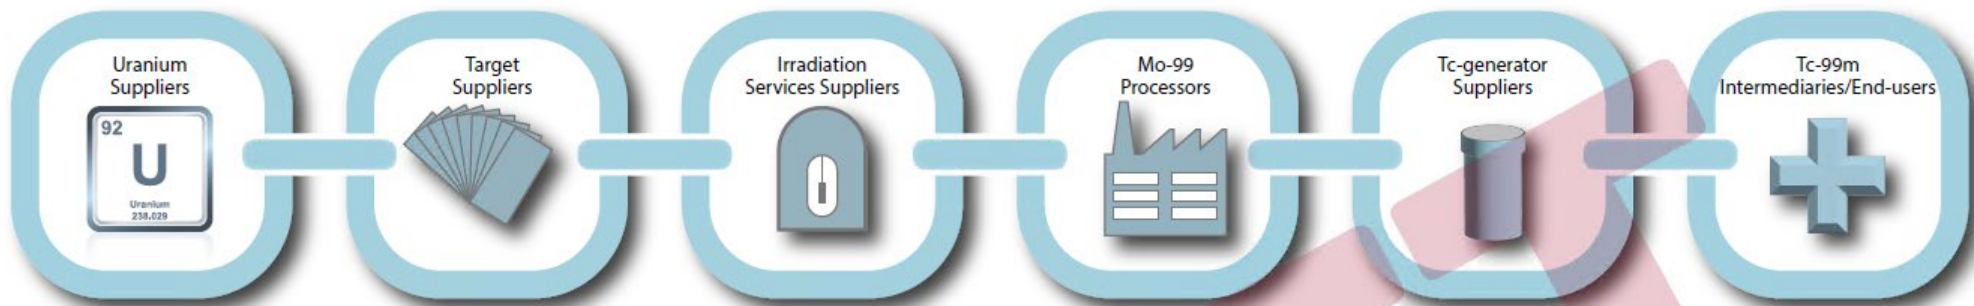 Uranium
Suppliers
92
U
Uranium
238.029
Target
Suppliers
Irradiation
Services Suppliers
Mo-99
Processors
Tc-generator
Suppliers
Tc-99m
Intermediaries/End-users